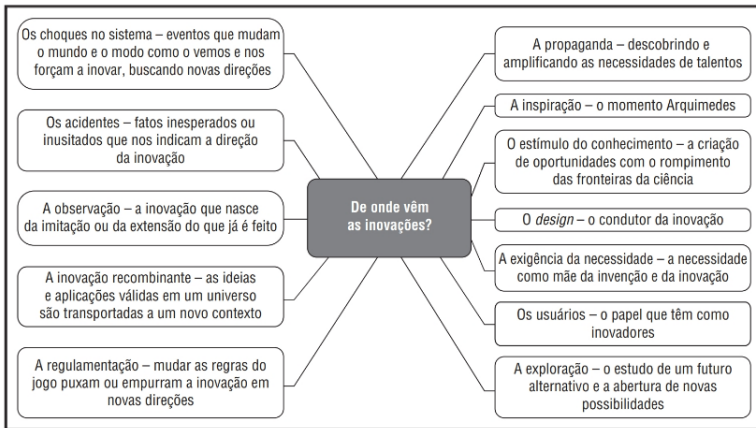 Os choques no sistema – eventos que mudam
o mundo e o modo como o vemos e nos
forçam a inovar, buscando novas direções
Os acidentes – fatos inesperados ou
inusitados que nos indicam a direção
da inovação
A observação – a inovação que nasce
da imitação ou da extensão do que já é feito
A inovação recombinante – as ideias
e aplicações válidas em um universo
são transportadas a um novo contexto
A regulamentação – mudar as regras do
jogo puxam ou empurram a inovação em
novas direções
De onde vêm
as inovações?
A propaganda – descobrindo e
amplificando as necessidades de talentos
A inspiração – o momento Arquimedes
O estímulo do conhecimento – a criação
de oportunidades com o rompimento
das fronteiras da ciência
O design – o condutor da inovação
A exigência da necessidade – a necessidade
como mãe da invenção e da inovação
Os usuários – o papel que têm como
inovadores
A exploração – o estudo de um futuro
alternativo e a abertura de novas
possibilidades